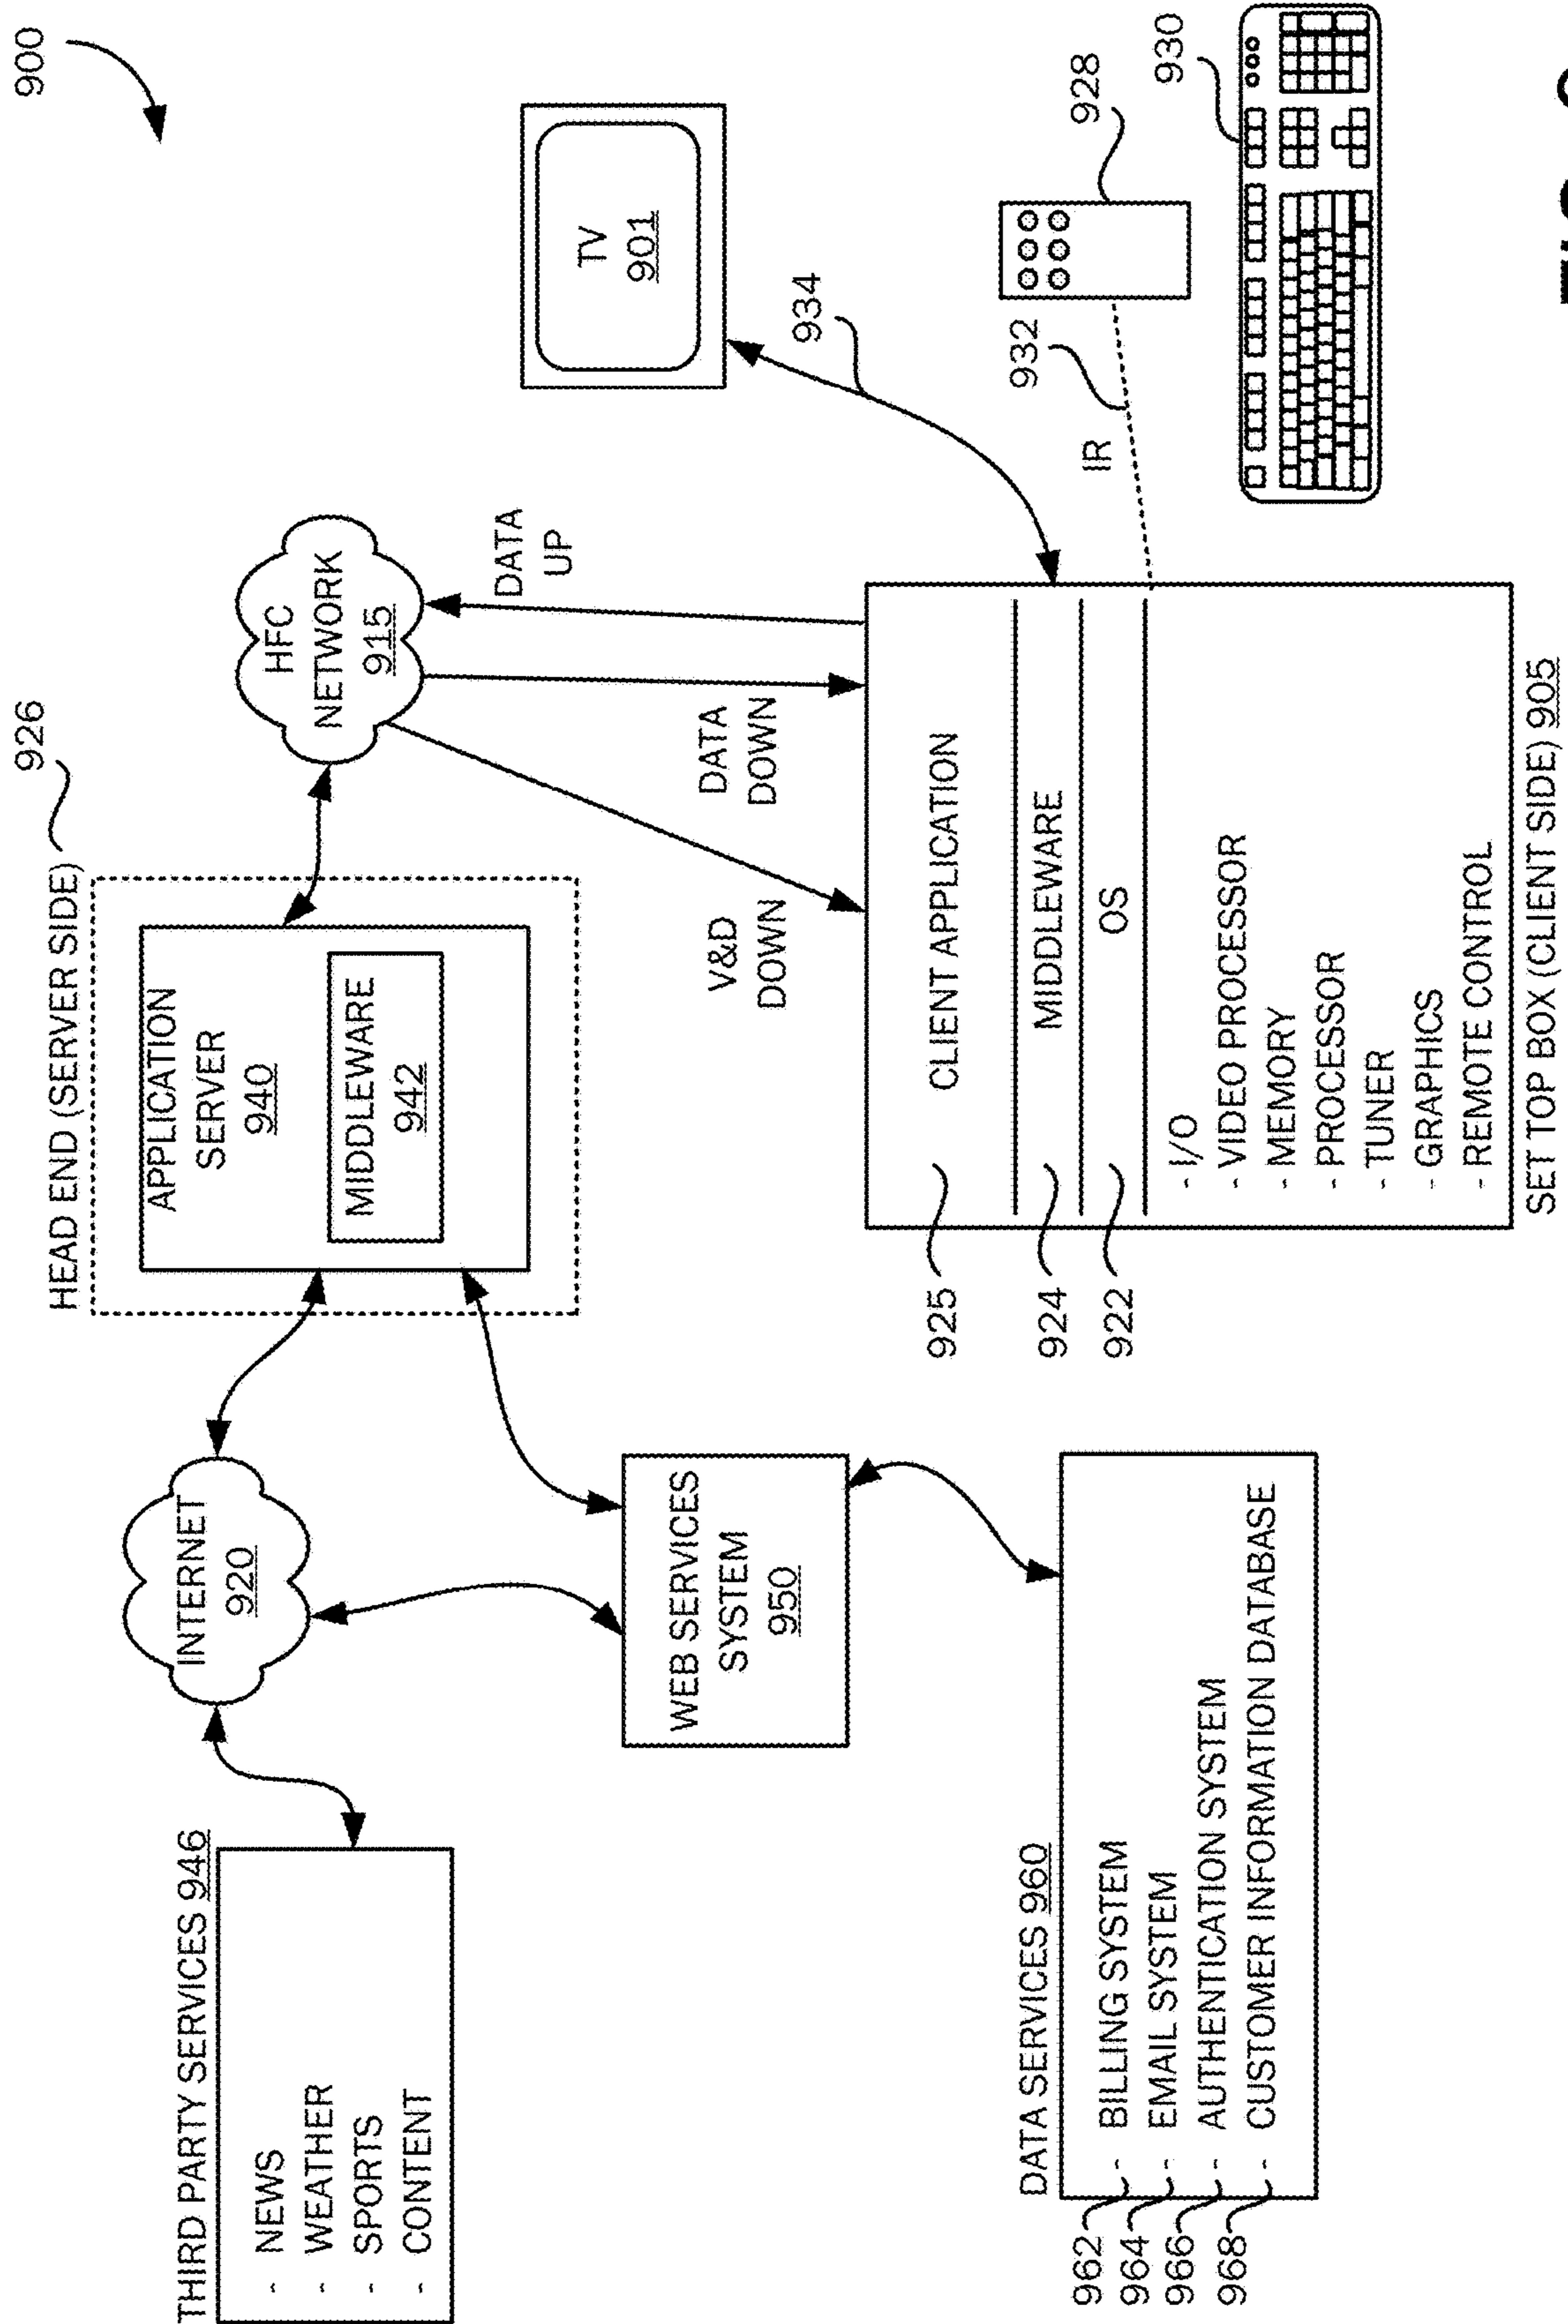 900
HEAD END (SERVER SIDE)
926
THIRD PARTY SERVICES 946
- NEWS
- WEATHER
- SPORTS
- CONTENT
INTERNET
920
APPLICATION
SERVER
940
MIDDLEWARE
942
HFC
NETWORK
915
TV
901
DATA
UP
DATA
DOWN
V&D
DOWN
934
WEB SERVICES
SYSTEM
950
932
IR
928
930
925
CLIENT APPLICATION
924
MIDDLEWARE
922
OS
- I/O
- VIDEO PROCESSOR
- MEMORY
- PROCESSOR
- TUNER
- GRAPHICS
- REMOTE CONTROL
SET TOP BOX (CLIENT SIDE) 905
DATA SERVICES 960
962 - BILLING SYSTEM
964 - EMAIL SYSTEM
966 - AUTHENTICATION SYSTEM
968 - CUSTOMER INFORMATION DATABASE